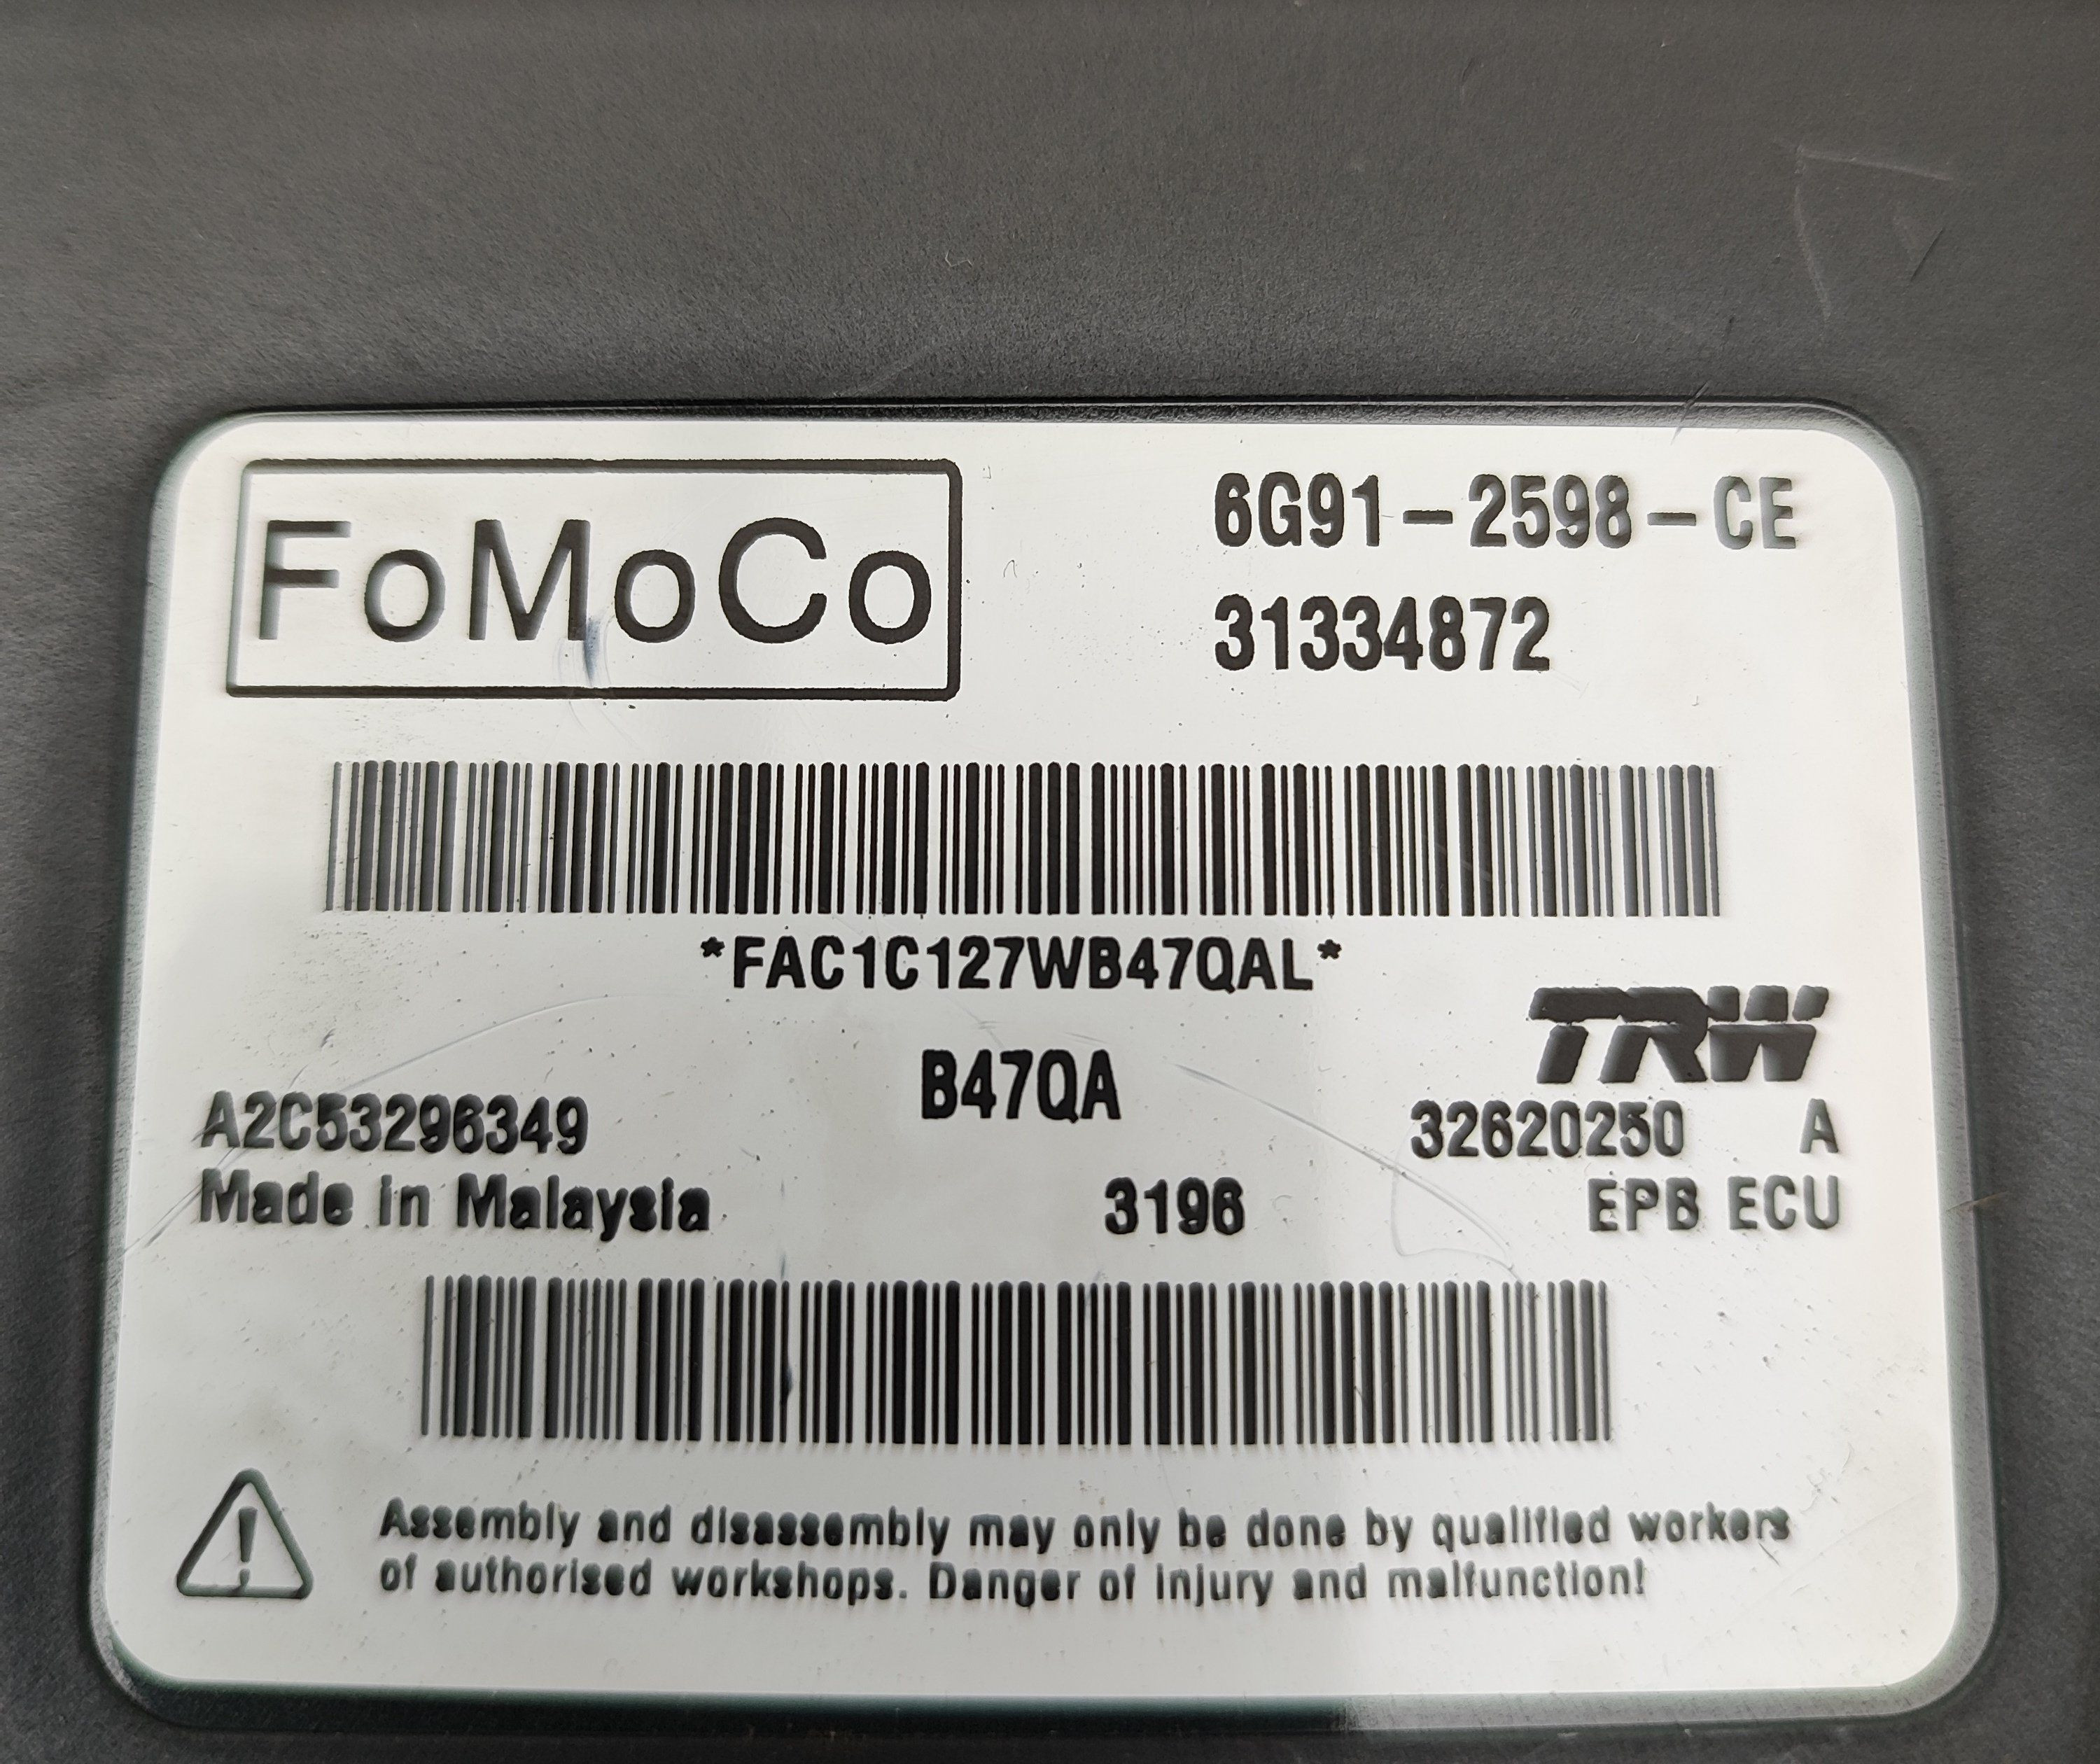 FoMoCo
6G91-2598-CE
31334872
*FAC1C127WB47QAL*
TRW
B47QA
A2C53296349
32620250 A
Made in Malaysia
3196
EPB ECU
Assembly and disassembly may only be done by qualified workers
of authorised workshops. Danger of injury and malfunction!